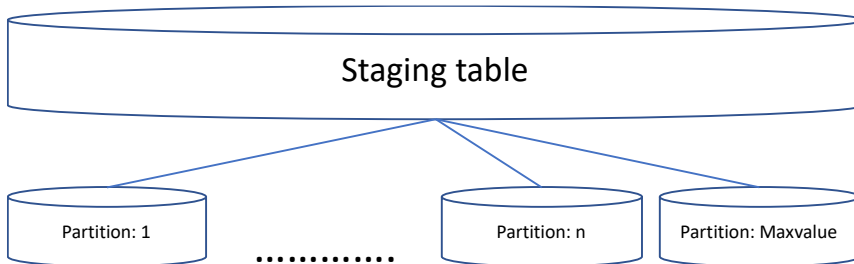 Staging table
Partition: 1
Partition: n
Partition: Maxvalue
.............